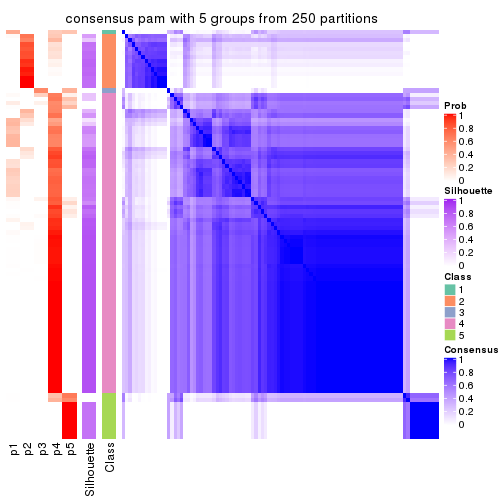 consensus pam with 5 groups from 250 partitions
Prob
1
0.8
0.6
0.4
0.2
0
Silhouette
1
0.8
0.6
0.4
0.2
0
Class
1
2
3
4
5
Consensus
1
0.8
0.6
0.4
0.2
0
p1
p2
p3
p4
p5
Silhouette
Class